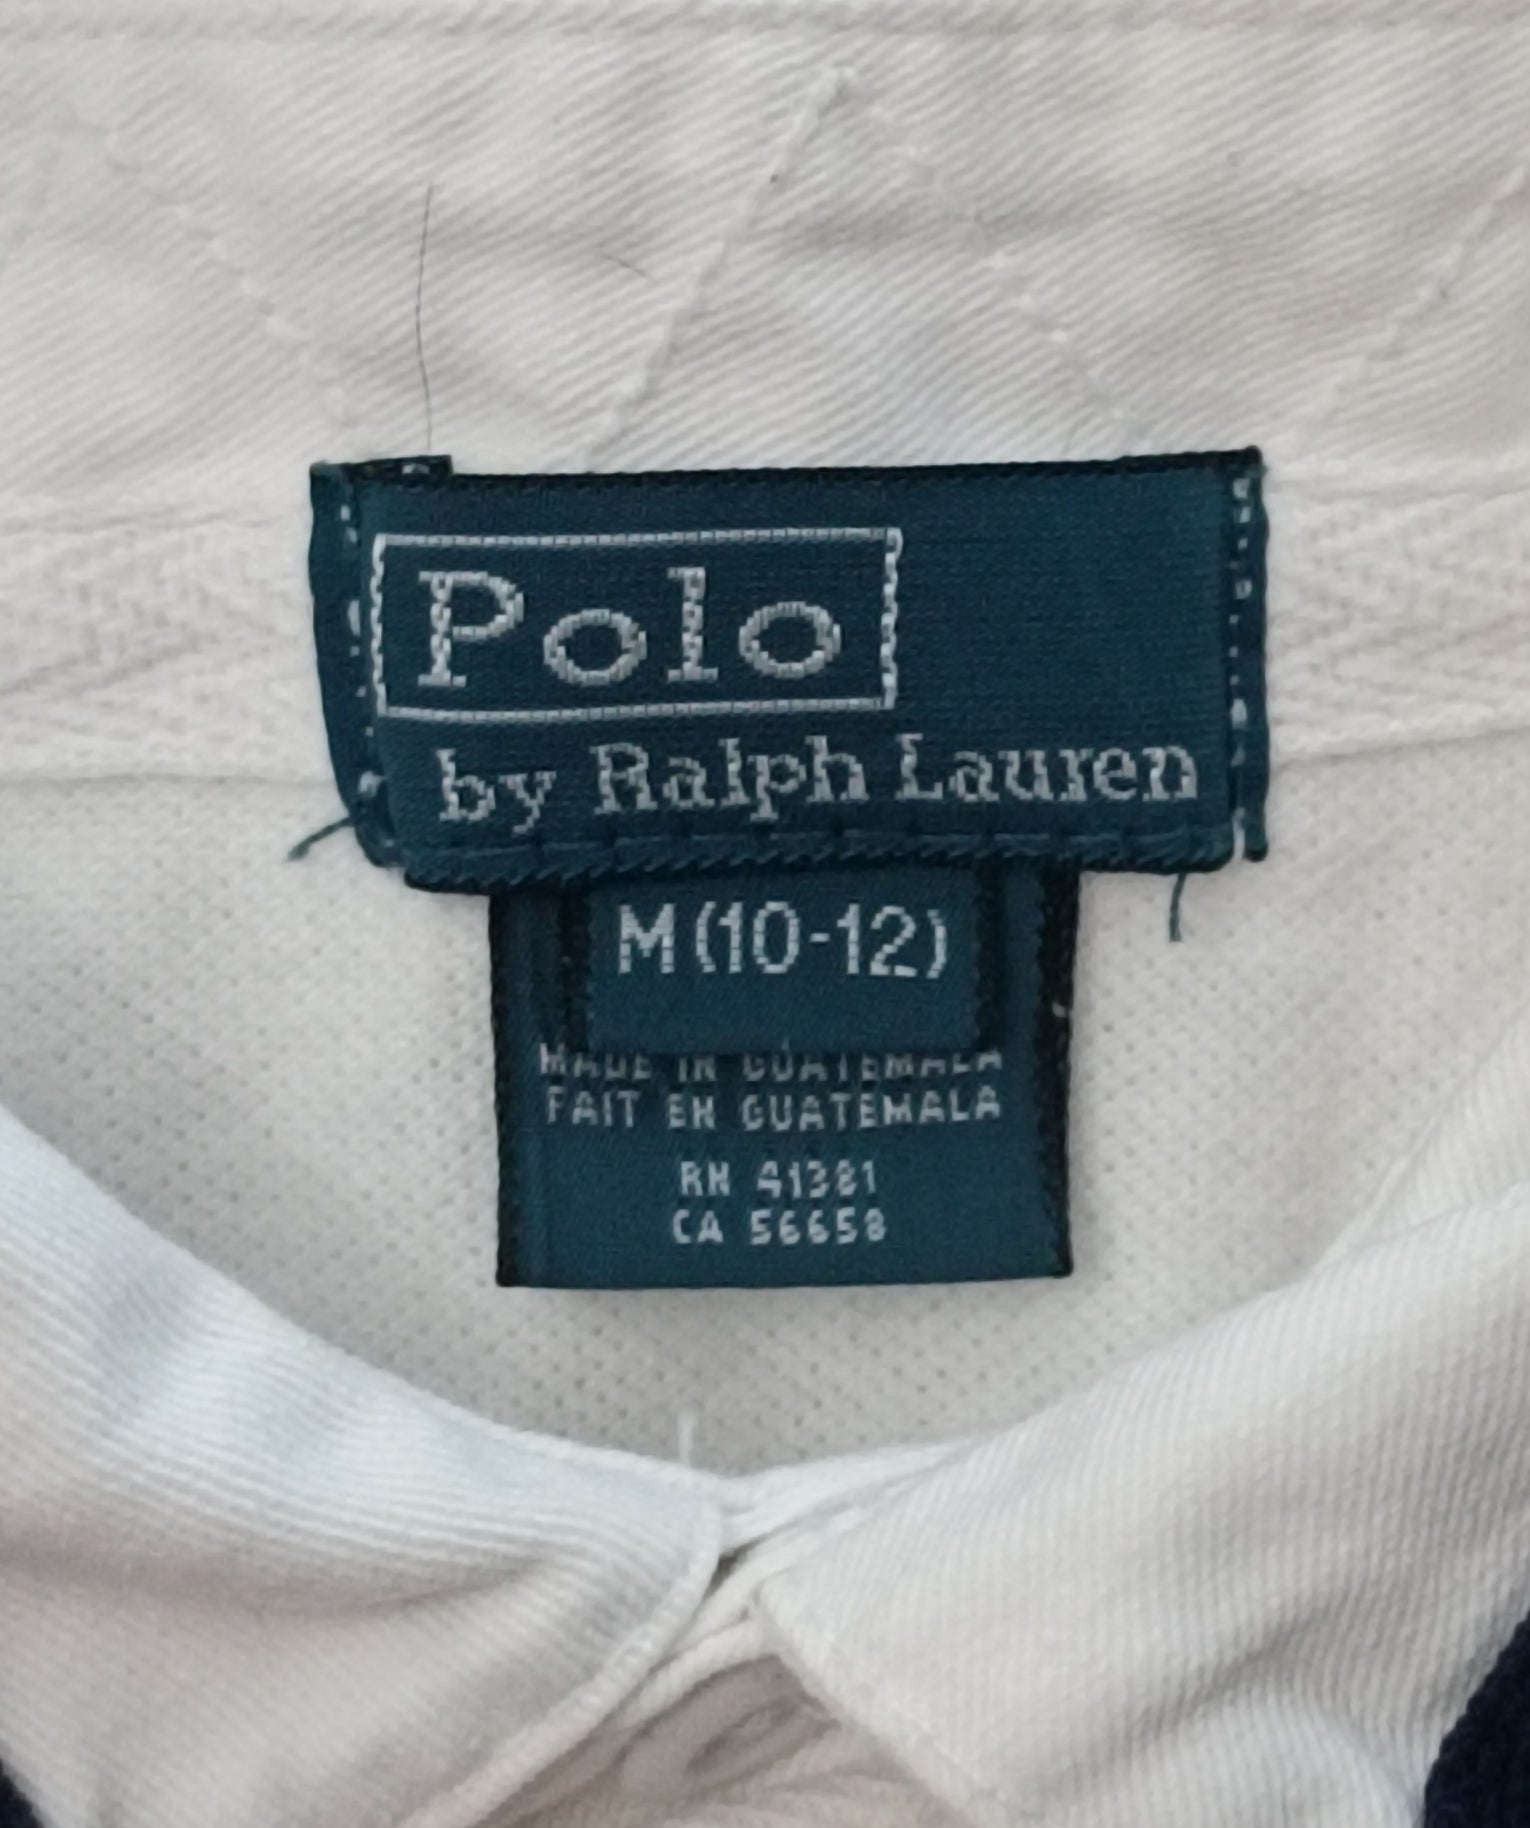 Polo
by Ralph Lauren
M (10-12)
MADE IN GUATEMALA
FAIT EN GUATEMALA
RN 41381
CA 56658